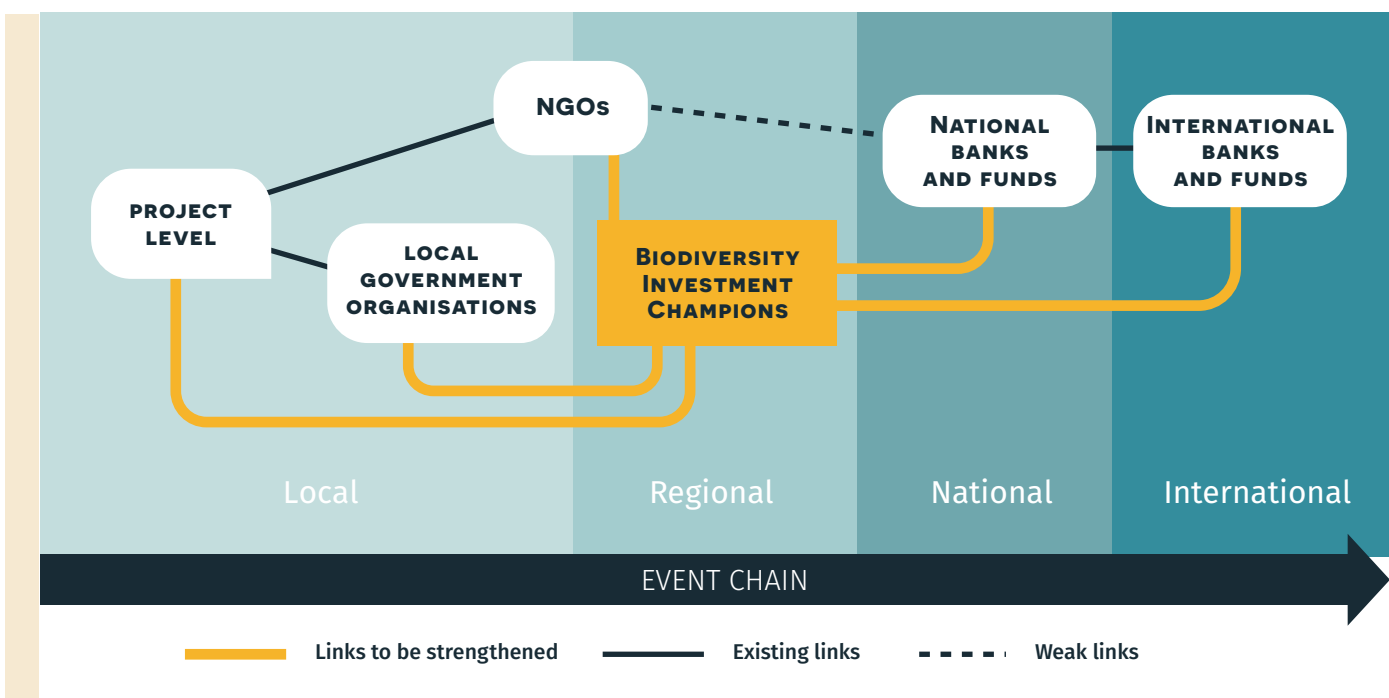 NGOs
NATIONAL
BANKS
AND FUNDS
INTERNATIONAL
BANKS
AND FUNDS
PROJECT
LEVEL
LOCAL
GOVERNMENT
ORGANISATIONS
BIODIVERSITY
INVESTMENT
CHAMPIONS
Local
Regional
National
International
EVENT CHAIN
Links to be strengthened
Existing links
Weak links